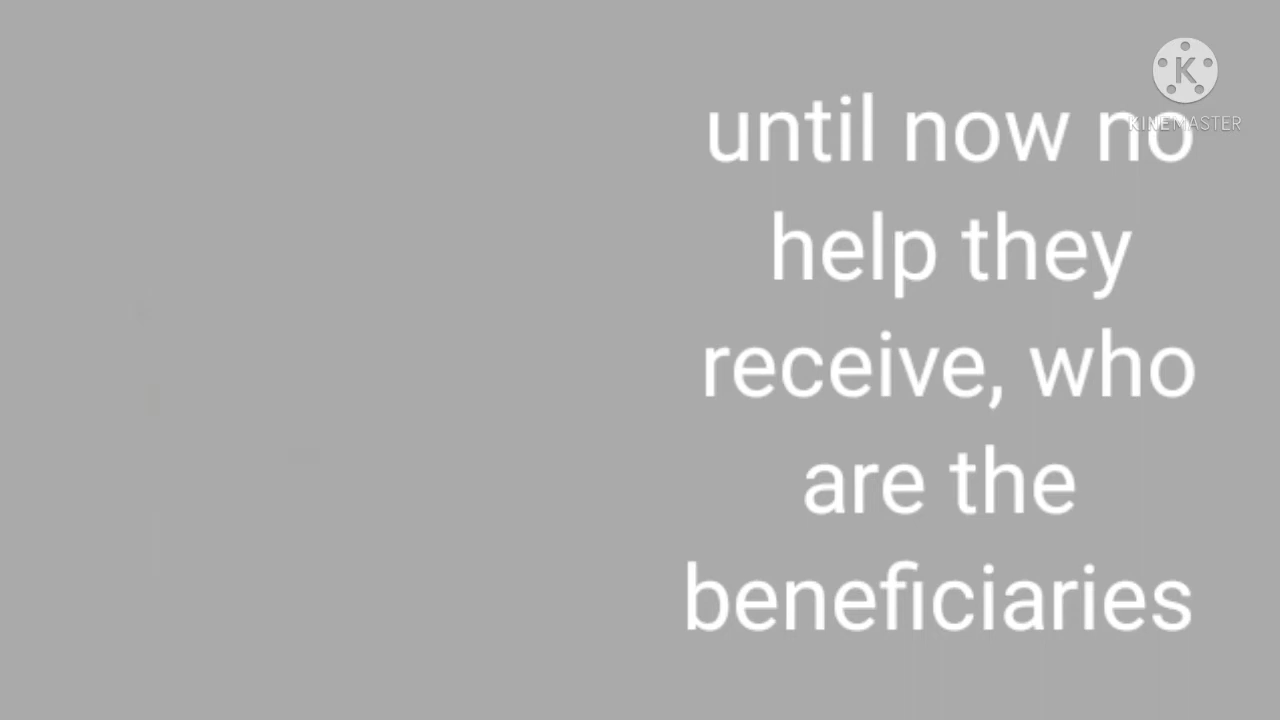 K
KINEMASTER
until now no
help they
receive, who
are the
beneficiaries